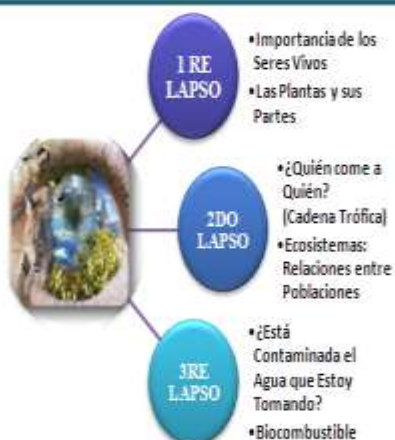 1 RE
LAPSO
•Importancia de los
Seres Vivos
•Las Plantas y sus
Partes
2DO
LAPSO
•¿Quién come a
Quién?
(Cadena Trófica)
•Ecosistemas:
Relaciones entre
Poblaciones
3RE
LAPSO
•¿Está
Contaminada el
Agua que Estoy
Tomando?
•Biocombustible